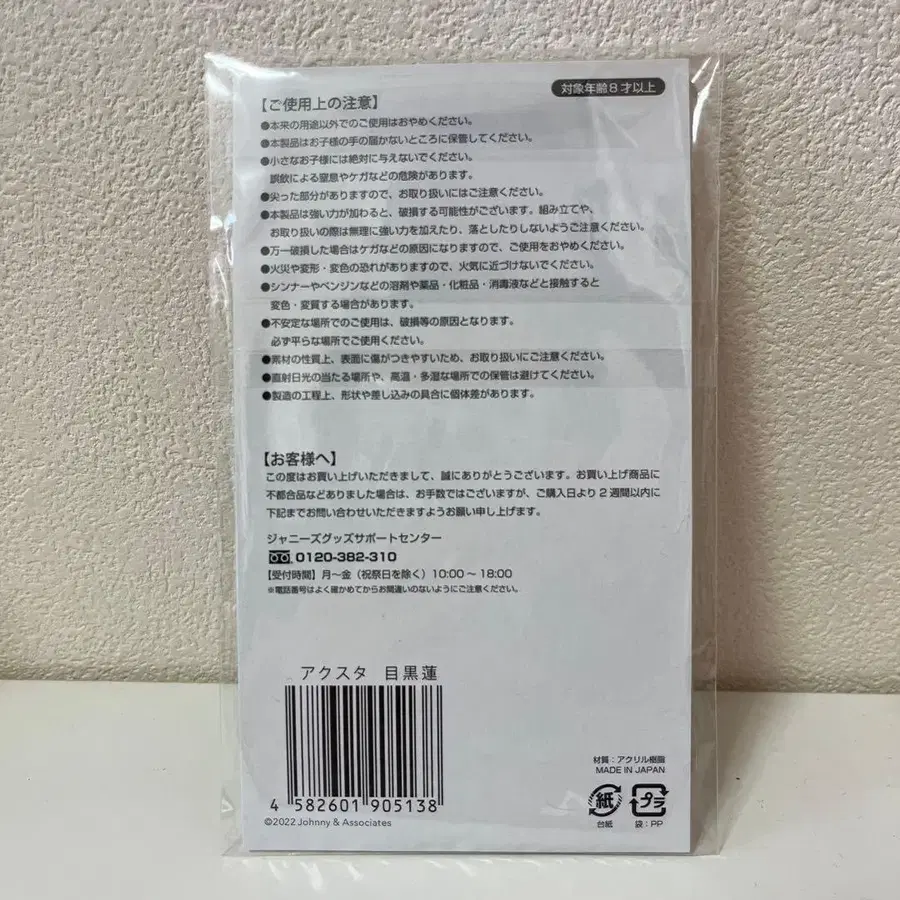 対象年齢8才以上
【ご使用上の注意】
●本来の用途以外でのご使用はおやめください。
●本製品はお子様の手の届かないところに保管してください。
●小さなお子様には絶対に与えないでください。
誤飲による窒息やケガなどの危険があります。
●尖った部分がありますので、お取り扱いにはご注意ください。
●本製品は強い力が加わると、破損する可能性がございます。組み立てや、
お取り扱いの際は無理に強い力を加えたり、落としたりしないようご注意ください。
●万一破損した場合はケガなどの原因になりますので、ご使用をおやめください。
●火災や変形・変色の恐れがありますので、火気に近づけないでください。
●シンナーやベンジンなどの溶剤や薬品・化粧品・消毒液などと接触すると
変色・変質する場合があります。
●不安定な場所でのご使用は、破損等の原因となります。
必ず平らな場所でご使用ください。
●素材の性質上、表面に傷がつきやすいため、お取り扱いにご注意ください。
●直射日光の当たる場所や、高温・多湿な場所での保管は避けてください。
●製造の工程上、形状や差し込みの具合に個体差があります。
【お客様へ】
この度はお買い上げいただきまして、誠にありがとうございます。お買い上げ商品に
不都合品などありました場合は、お手数ではございますが、ご購入日より2週間以内に
下記までお問い合わせいただきますようお願い申し上げます。
ジャニーズグッズサポートセンター
0120-382-310
【受付時間】月〜金(祝祭日を除く)10:00〜18:00
※電話番号はよく確かめてからお間違いのないようにご注意ください。
アクスタ 目黒蓮
4 582601 905138
©2022 Johnny & Associates
材質:アクリル樹脂
MADE IN JAPAN
紙
プラ
台紙
袋:PP